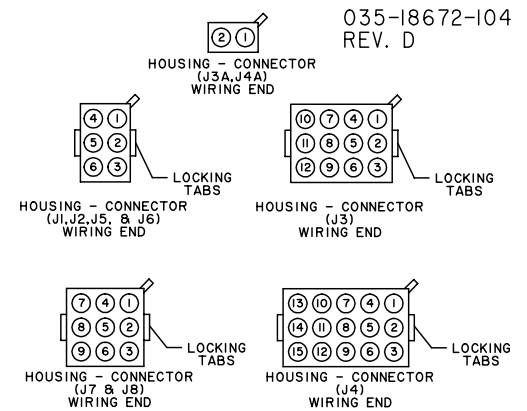 035-18672-104
REV. D
2 1
HOUSING - CONNECTOR
(J3A,J4A)
WIRING END
4 1
5 2
6 3
LOCKING
TABS
HOUSING - CONNECTOR
(J1,J2,J5, & J6)
WIRING END
10 7 4 1
11 8 5 2
12 9 6 3
LOCKING
TABS
HOUSING - CONNECTOR
(J3)
WIRING END
7 4 1
8 5 2
9 6 3
LOCKING
TABS
HOUSING - CONNECTOR
(J7 & J8)
WIRING END
13 10 7 4 1
14 11 8 5 2
15 12 9 6 3
LOCKING
TABS
HOUSING - CONNECTOR
(J4)
WIRING END